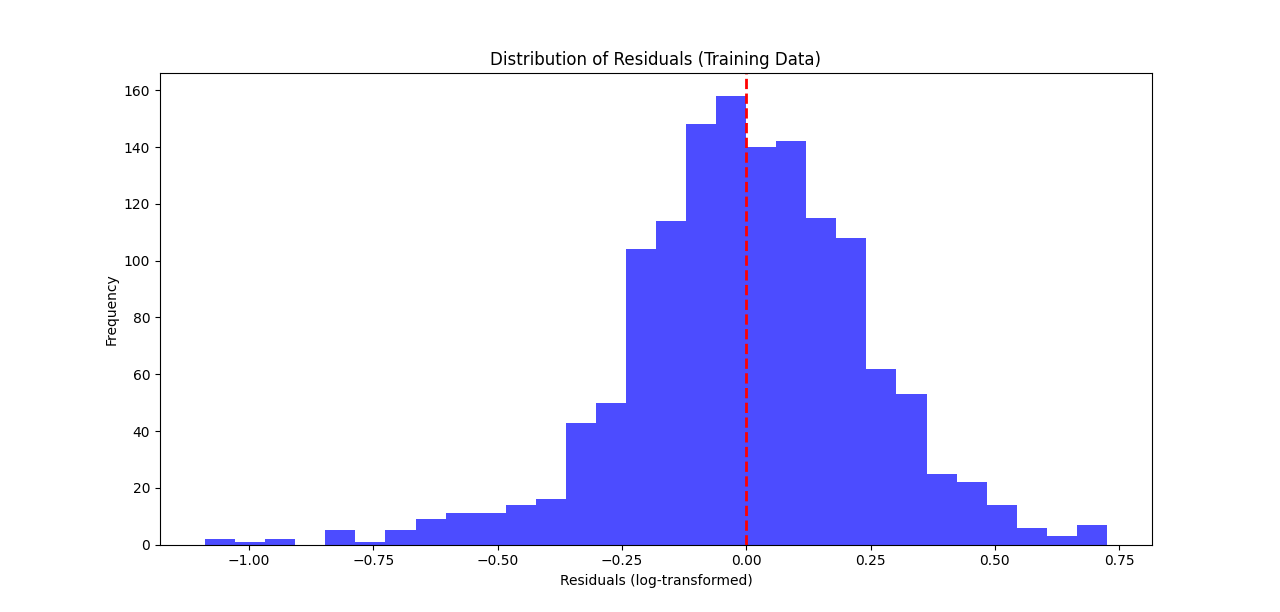 Distribution of Residuals (Training Data)
160
140
120
100
80
60
40
20
0
Frequency
−1.00 −0.75 −0.50 −0.25 0.00 0.25 0.50 0.75
Residuals (log-transformed)